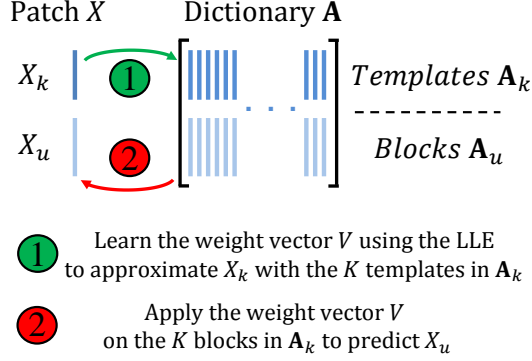 Patch X Dictionary A
X_k 1 Templates A_k
. . .
X_u 2 Blocks A_u
1 Learn the weight vector V using the LLE
to approximate X_k with the K templates in A_k
2 Apply the weight vector V
on the K blocks in A_k to predict X_u